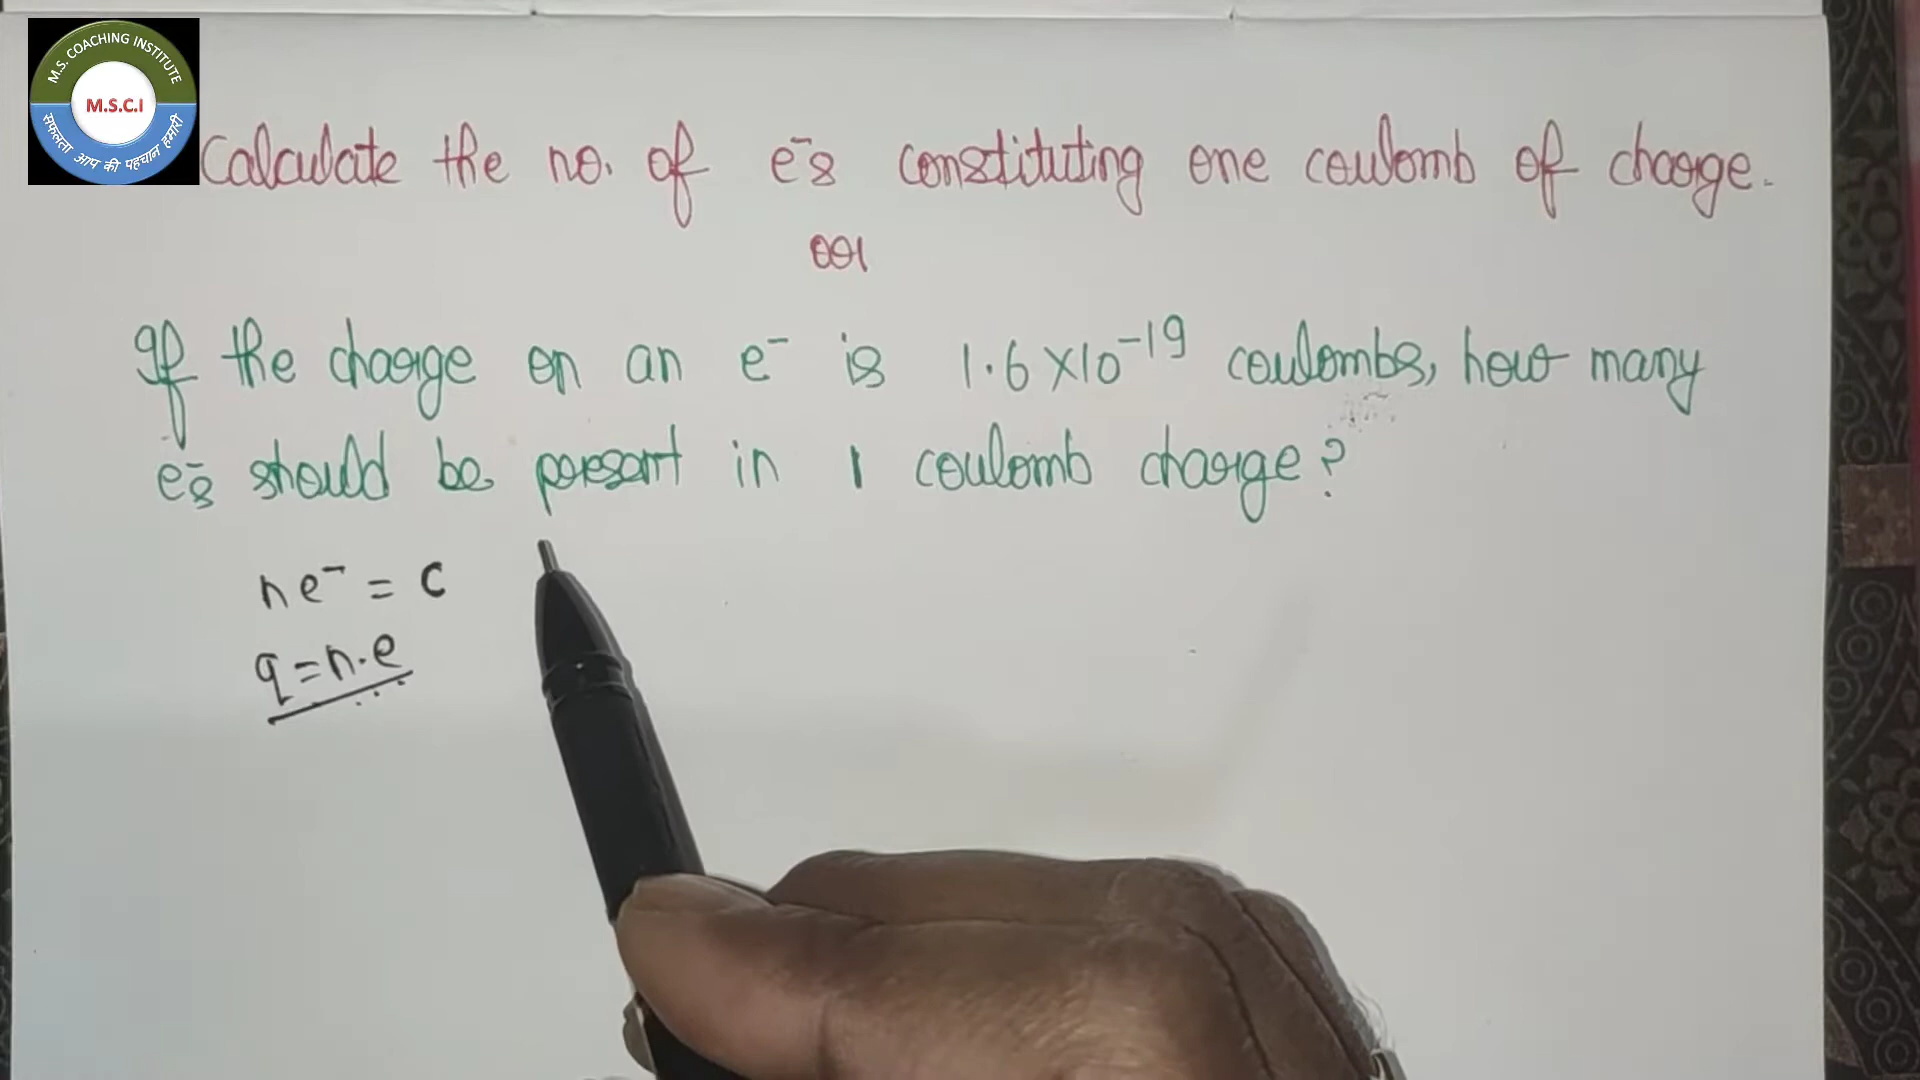 M.S. COACHING INSTITUTE
M.S.C.I
सफलता आप की पहचान हमारी
Calculate the no. of e⁻s constituting one coulomb of charge.
or
If the charge on an e⁻ is 1.6×10⁻¹⁹ coulombs, how many
e⁻s should be present in 1 coulomb charge?
ne⁻ = C
q=n.e